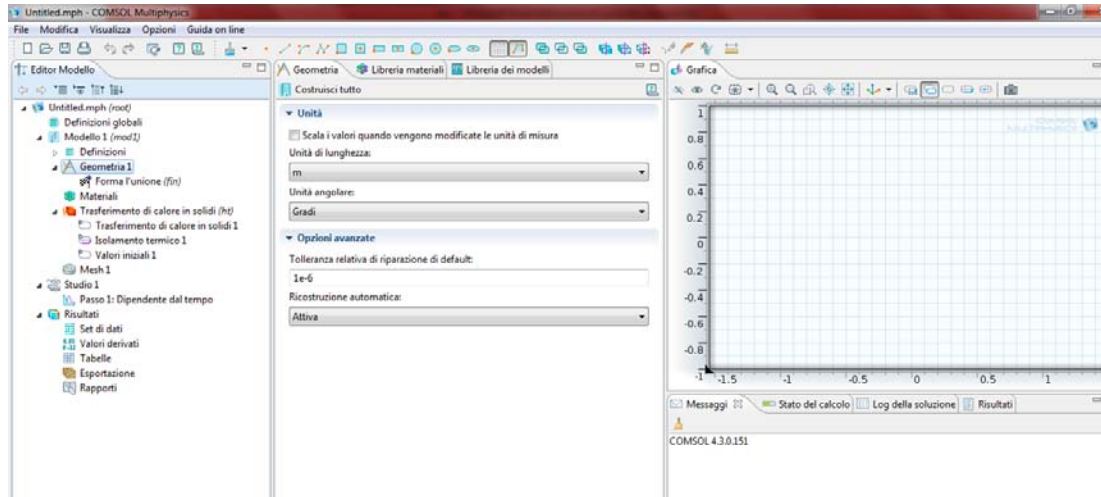 Untitled.mph - COMSOL Multiphysics
File Modifica Visualizza Opzioni Guida on line
Editor Modello
Untitled.mph (root)
Definizioni globali
Modello 1 (mod1)
Definizioni
Geometria 1
Forma l'unione (fin)
Materiali
Trasferimento di calore in solidi (ht)
Trasferimento di calore in solidi 1
Isolamento termico 1
Valori iniziali 1
Mesh 1
Studio 1
Passo 1: Dipendente dal tempo
Risultati
Set di dati
Valori derivati
Tabelle
Esportazione
Rapporti
Geometria Libreria materiali Libreria dei modelli
Costruisci tutto
Unità
Scala i valori quando vengono modificate le unità di misura
Unità di lunghezza:
m
Unità angolare:
Gradi
Opzioni avanzate
Tolleranza relativa di riparazione di default:
1e-6
Ricostruzione automatica:
Attiva
Grafica
1
0.8
0.6
0.4
0.2
0
-0.2
-0.4
-0.6
-0.8
-1
-1.5 -1 -0.5 0 0.5 1
Messaggi Stato del calcolo Log della soluzione Risultati
COMSOL 4.3.0.151